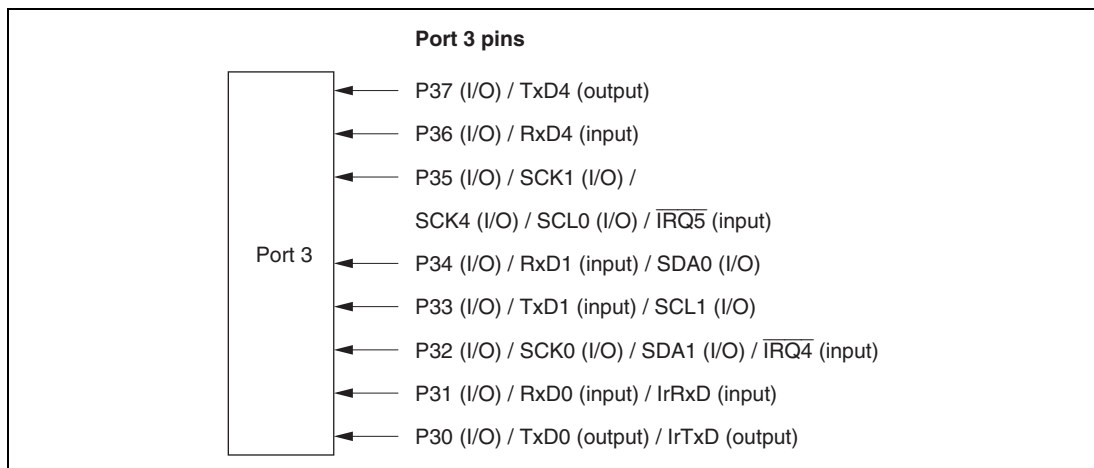 Port 3 pins
P37 (I/O) / TxD4 (output)
P36 (I/O) / RxD4 (input)
P35 (I/O) / SCK1 (I/O) /
SCK4 (I/O) / SCL0 (I/O) / IRQ5 (input)
Port 3
P34 (I/O) / RxD1 (input) / SDA0 (I/O)
P33 (I/O) / TxD1 (input) / SCL1 (I/O)
P32 (I/O) / SCK0 (I/O) / SDA1 (I/O) / IRQ4 (input)
P31 (I/O) / RxD0 (input) / IrRxD (input)
P30 (I/O) / TxD0 (output) / IrTxD (output)